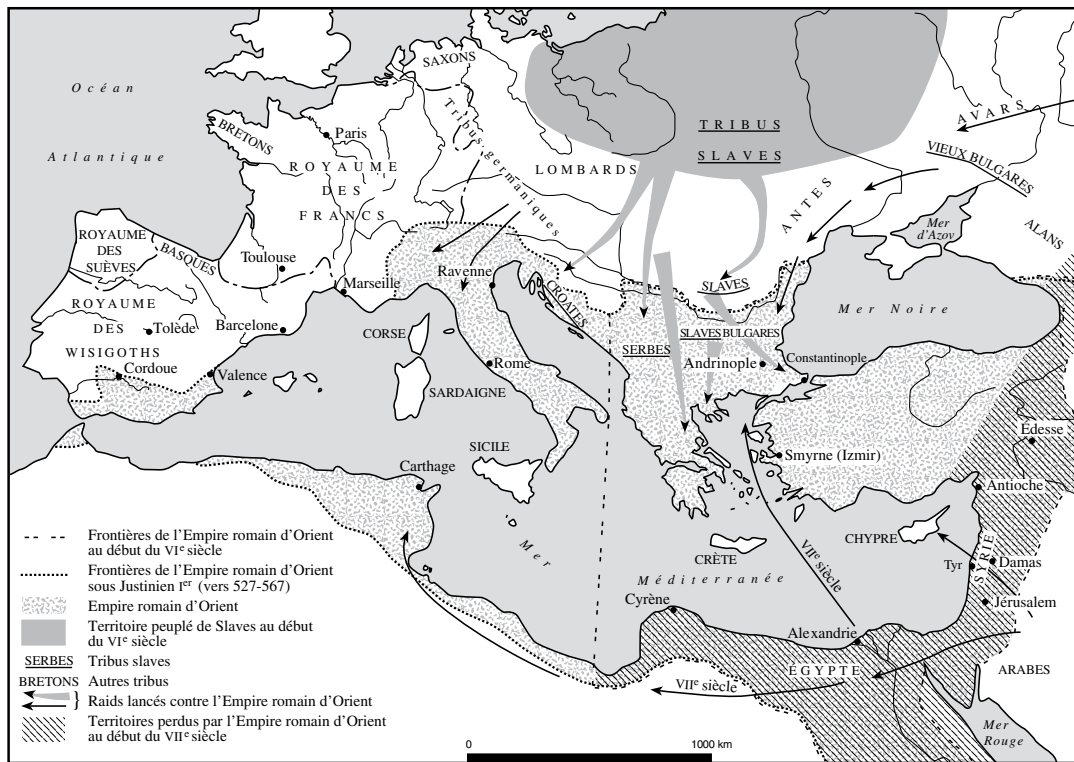 Océan
Atlantique
SAXONS
BRETONS
Paris
Tribus germaniques
TRIBUS
SLAVES
AVARS
VIEUX BULGARES
ROYAUME
DES
FRANCS
LOMBARDS
ANTES
Mer
d'Azov
ALANS
ROYAUME
DES
SUÈVES
BASQUES
Toulouse
Ravenne
Marseille
CROATES
SLAVES
Mer Noire
ROYAUME
DES
WISIGOTHS
Tolède
Barcelone
CORSE
SERBES
SLAVES BULGARES
Andrinople
Constantinople
Cordoue
Valence
Rome
SARDAIGNE
Édesse
SICILE
Smyrne (Izmir)
Carthage
Antioche
CHYPRE
SYRIE
Mer
Méditerranée
CRÈTE
VIIe siècle
Tyr
Damas
Cyrène
Jérusalem
Alexandrie
ÉGYPTE
ARABES
VIIe siècle
Mer
Rouge
Frontières de l'Empire romain d'Orient
au début du VIe siècle
Frontières de l'Empire romain d'Orient
sous Justinien Ier (vers 527-567)
Empire romain d'Orient
Territoire peuplé de Slaves au début
du VIe siècle
SERBES Tribus slaves
BRETONS Autres tribus
} Raids lancés contre l'Empire romain d'Orient
Territoires perdus par l'Empire romain d'Orient
au début du VIIe siècle
0 1000 km